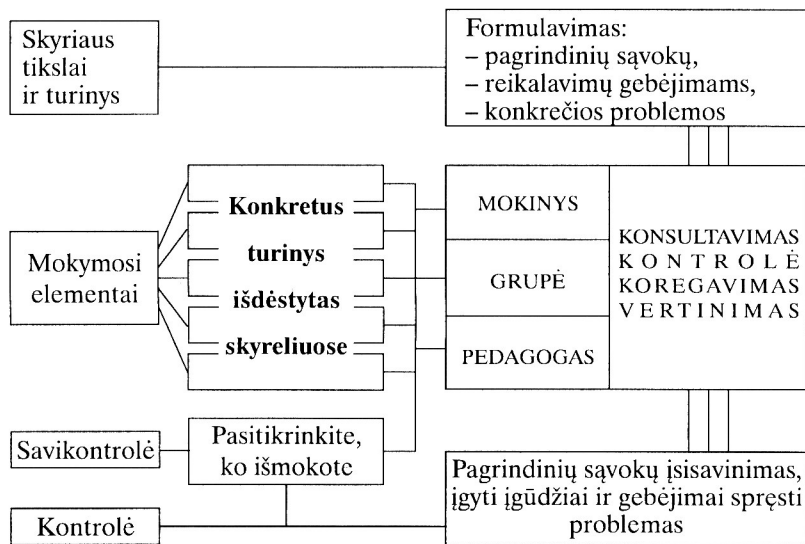 Skyriaus
tikslai
ir turinys
Formulavimas:
– pagrindinių sąvokų,
– reikalavimų gebėjimams,
– konkrečios problemos
Mokymosi
elementai
Konkretus
turinys
išdėstytas
skyreliuose
MOKINYS
GRUPĖ
PEDAGOGAS
KONSULTAVIMAS
KONTROLĖ
KOREGAVIMAS
VERTINIMAS
Savikontrolė
Pasitikrinkite,
ko išmokote
Kontrolė
Pagrindinių sąvokų įsisavinimas,
įgyti įgūdžiai ir gebėjimai spręsti
problemas